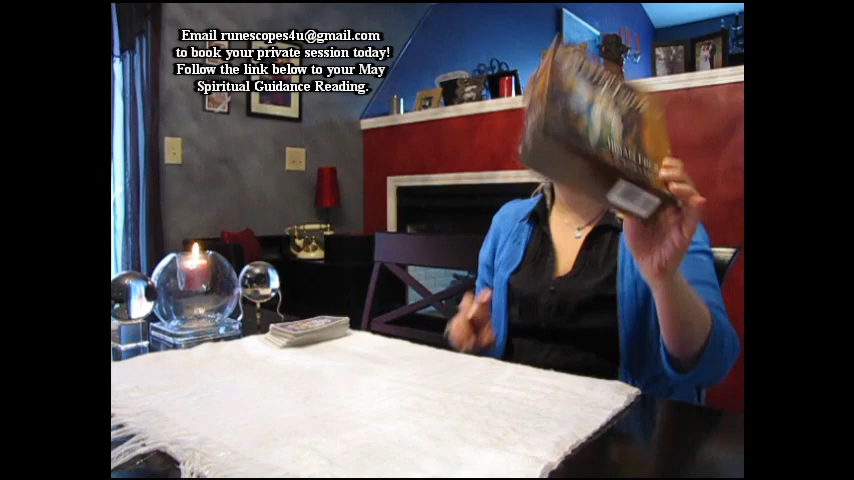 Email runescopes4u@gmail.com
to book your private session today!
Follow the link below to your May
Spiritual Guidance Reading.